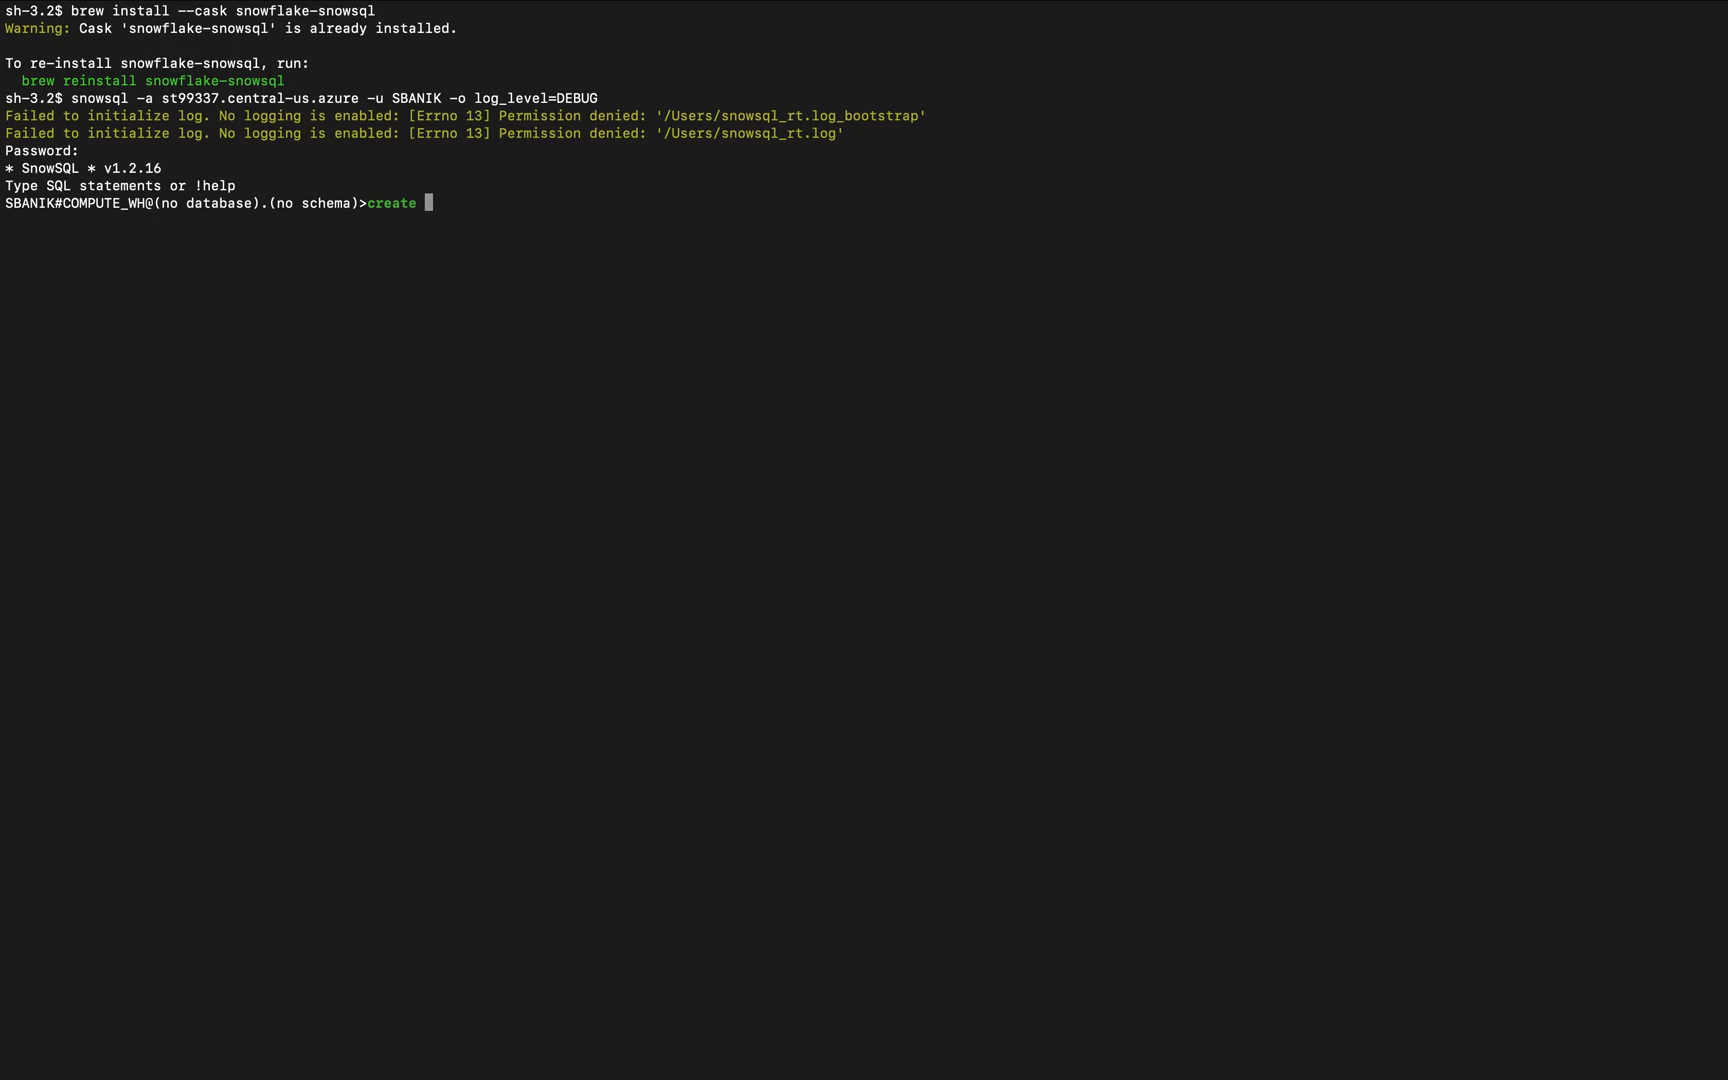 sh-3.2$ brew install --cask snowflake-snowsql
Warning: Cask 'snowflake-snowsql' is already installed.
To re-install snowflake-snowsql, run:
  brew reinstall snowflake-snowsql
sh-3.2$ snowsql -a st99337.central-us.azure -u SBANIK -o log_level=DEBUG
Failed to initialize log. No logging is enabled: [Errno 13] Permission denied: '/Users/snowsql_rt.log_bootstrap'
Failed to initialize log. No logging is enabled: [Errno 13] Permission denied: '/Users/snowsql_rt.log'
Password:
* SnowSQL * v1.2.16
Type SQL statements or !help
SBANIK#COMPUTE_WH@(no database).(no schema)>create